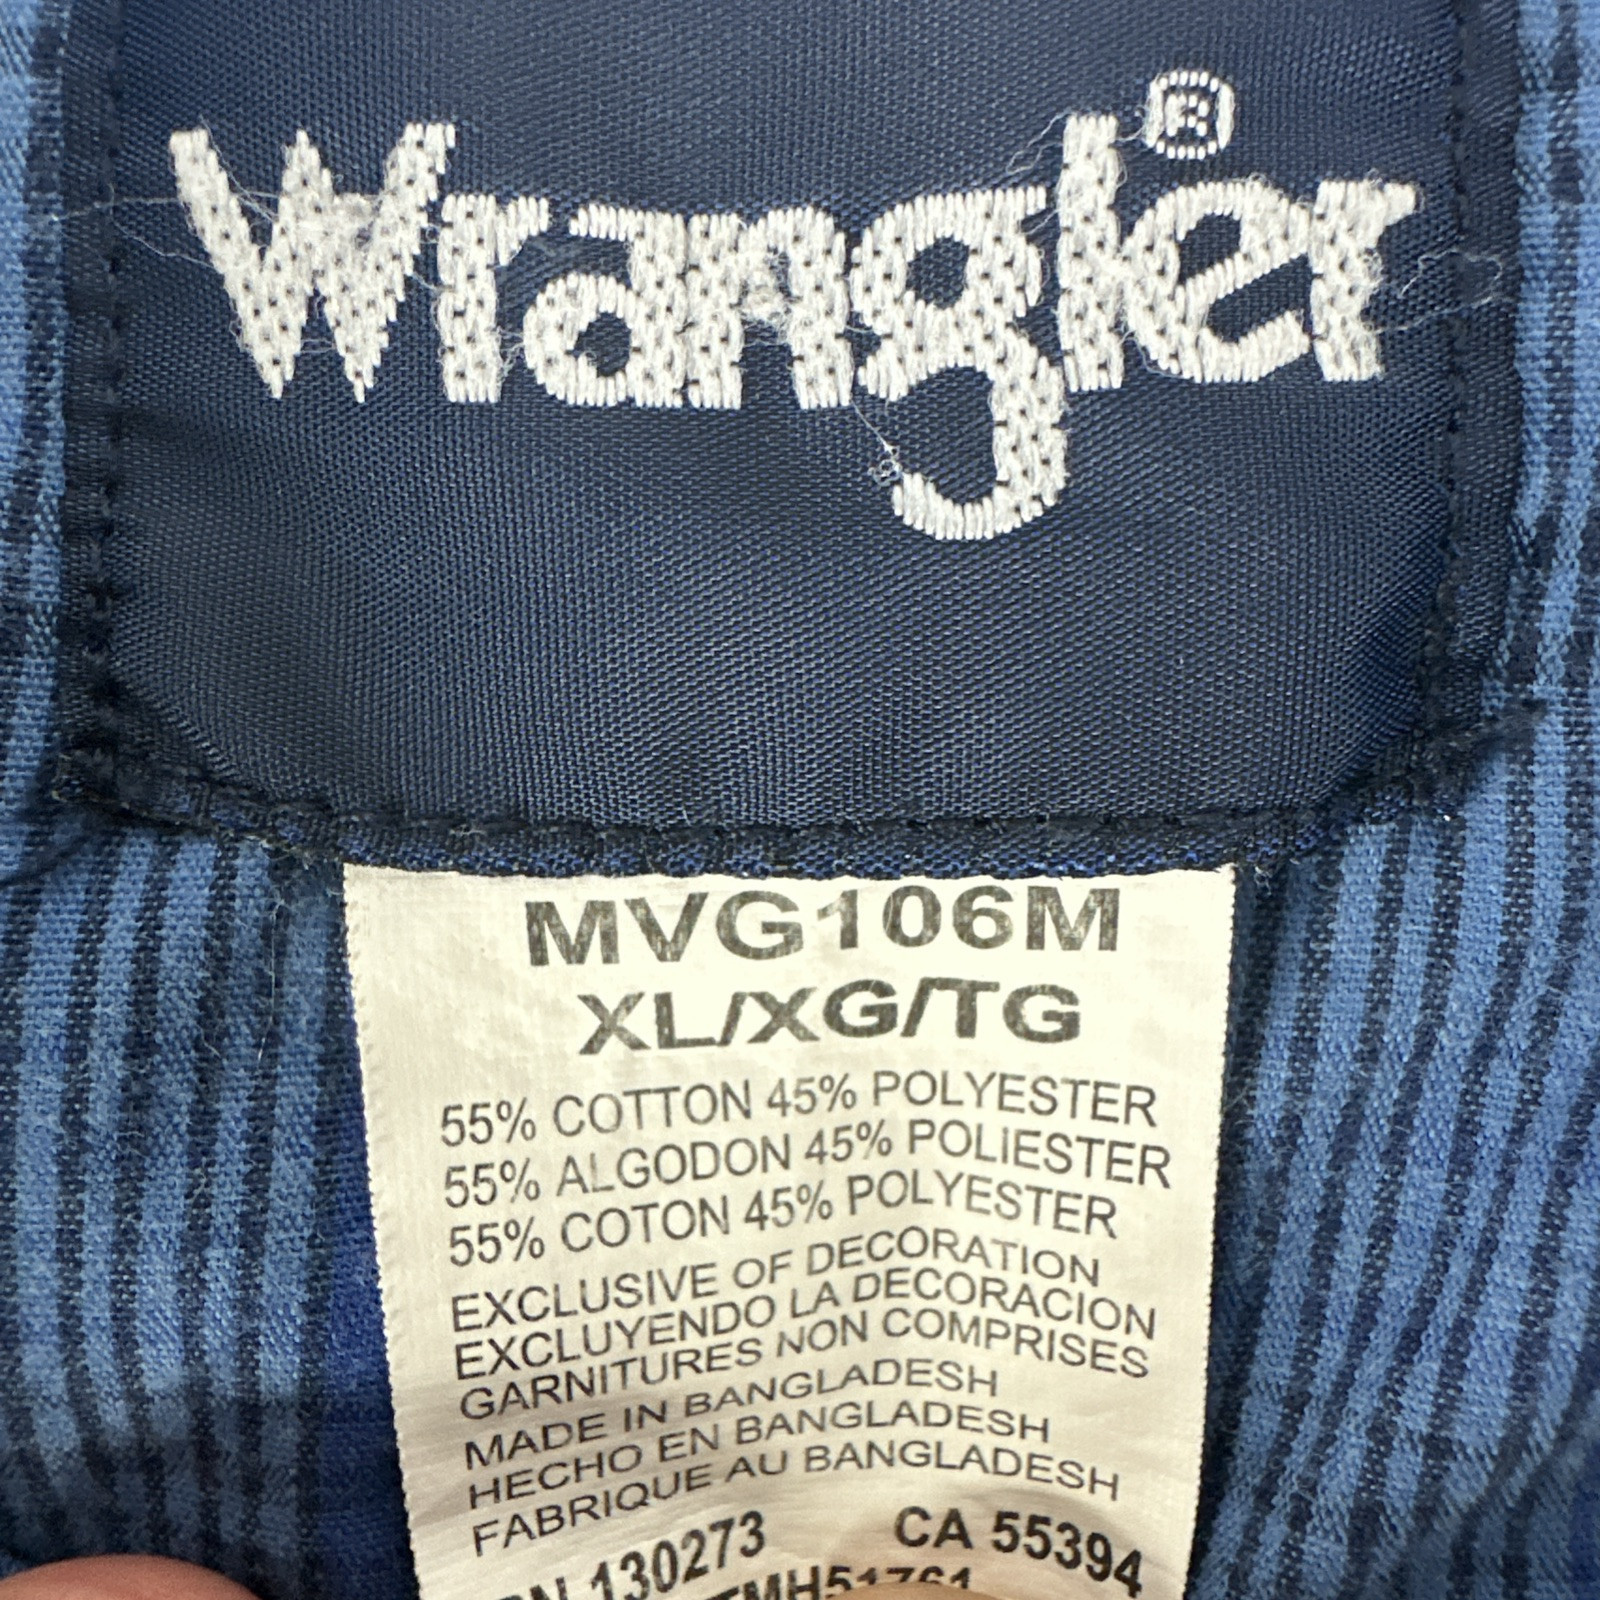 Wrangler®
MVG106M
XL/XG/TG
55% COTTON 45% POLYESTER
55% ALGODON 45% POLIESTER
55% COTON 45% POLYESTER
EXCLUSIVE OF DECORATION
EXCLUYENDO LA DECORACION
GARNITURES NON COMPRISES
MADE IN BANGLADESH
HECHO EN BANGLADESH
FABRIQUE AU BANGLADESH
130273 CA 55394